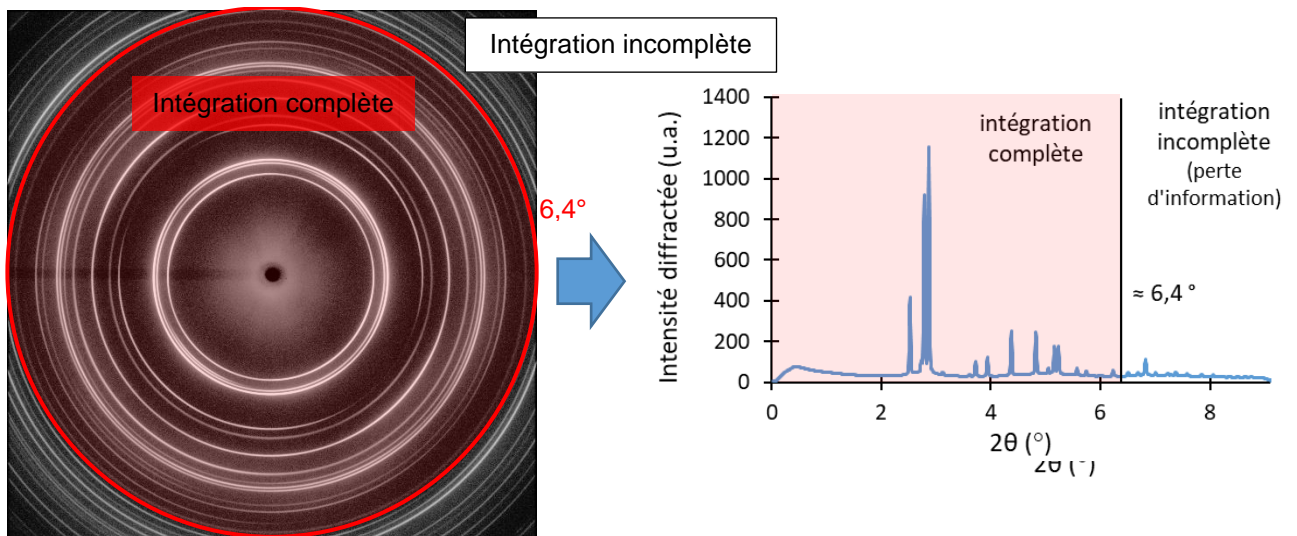 Intégration incomplète
Intégration complète
6,4°
Intensité diffractée (u.a.)
1400
1200
1000
800
600
400
200
0
intégration
complète
intégration
incomplète
(perte
d'information)
≈ 6,4 °
0
2
4
6
8
2θ (°)
2θ (°)